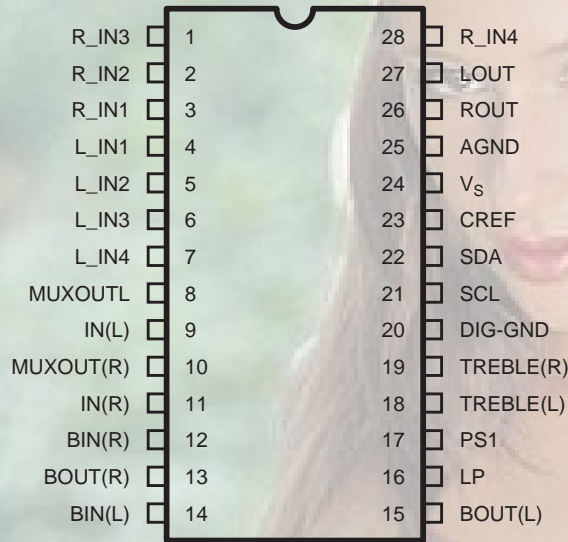 R_IN3 1 28 R_IN4
R_IN2 2 27 LOUT
R_IN1 3 26 ROUT
L_IN1 4 25 AGND
L_IN2 5 24 VS
L_IN3 6 23 CREF
L_IN4 7 22 SDA
MUXOUTL 8 21 SCL
IN(L) 9 20 DIG-GND
MUXOUT(R) 10 19 TREBLE(R)
IN(R) 11 18 TREBLE(L)
BIN(R) 12 17 PS1
BOUT(R) 13 16 LP
BIN(L) 14 15 BOUT(L)